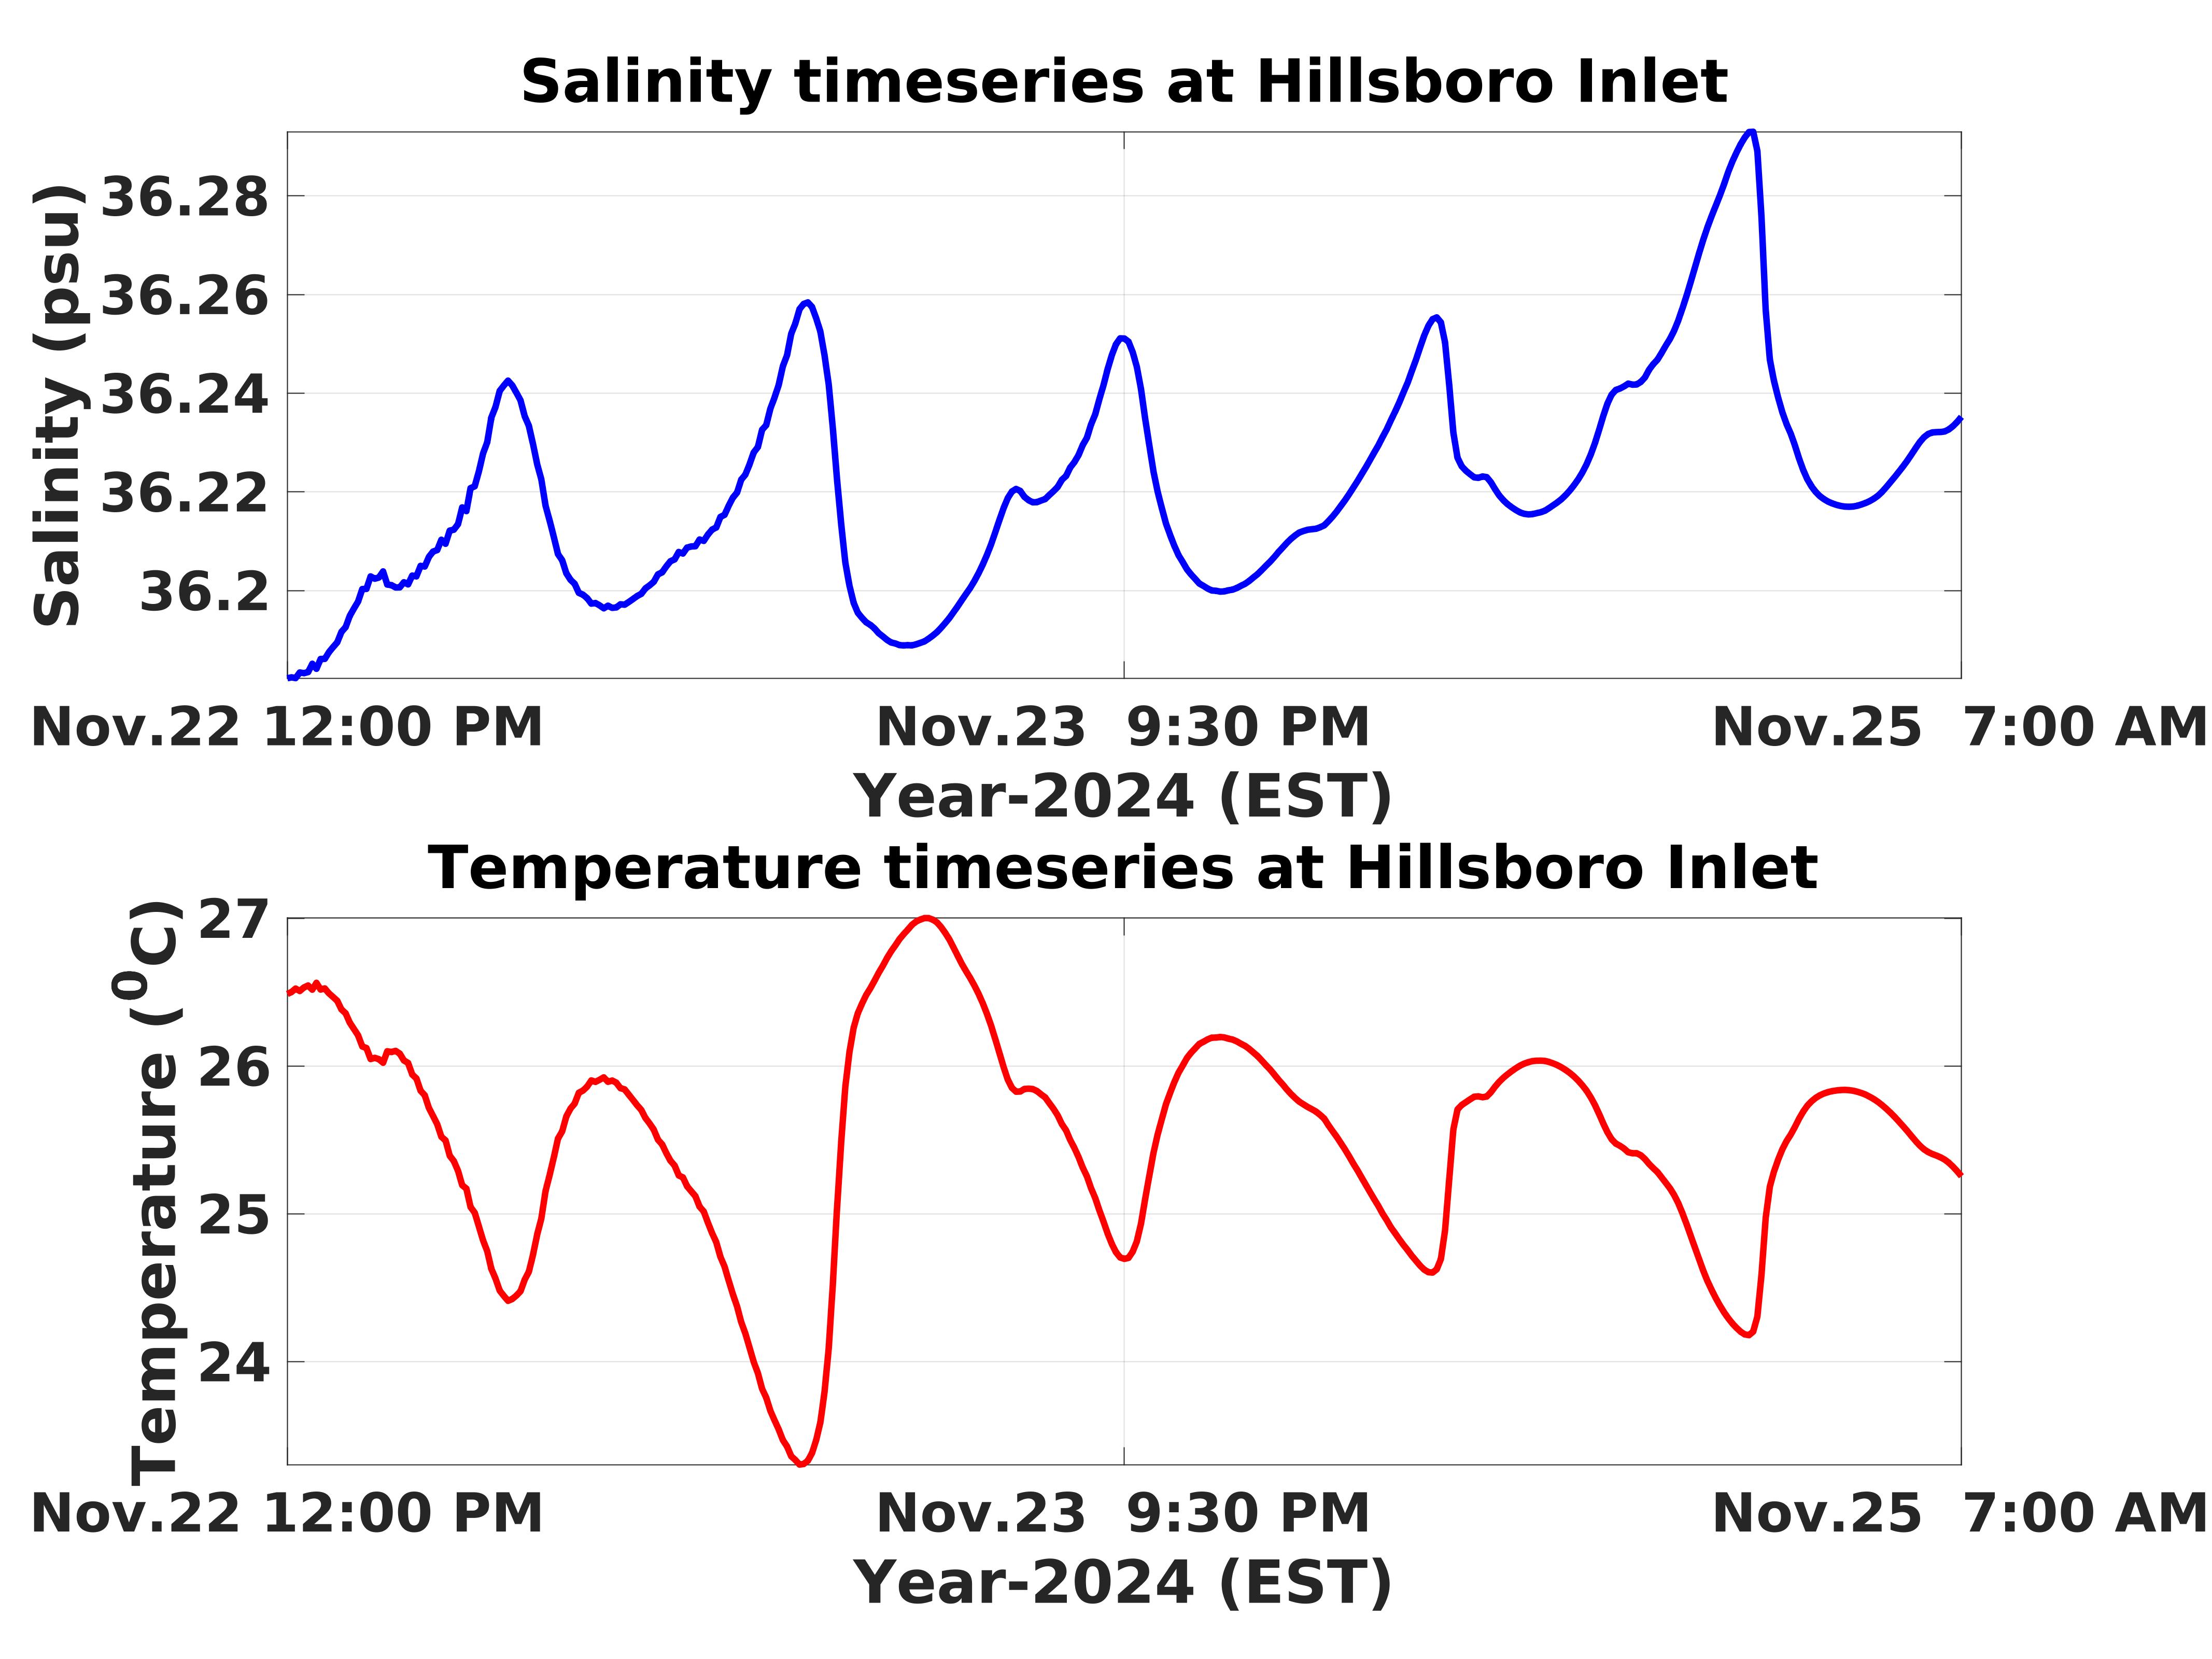 Salinity timeseries at Hillsboro Inlet
Salinity (psu)
36.28
36.26
36.24
36.22
36.2
Nov.22 12:00 PM
Nov.23  9:30 PM
Nov.25  7:00 AM
Year-2024 (EST)
Temperature timeseries at Hillsboro Inlet
Temperature (⁰C)
27
26
25
24
Nov.22 12:00 PM
Nov.23  9:30 PM
Nov.25  7:00 AM
Year-2024 (EST)